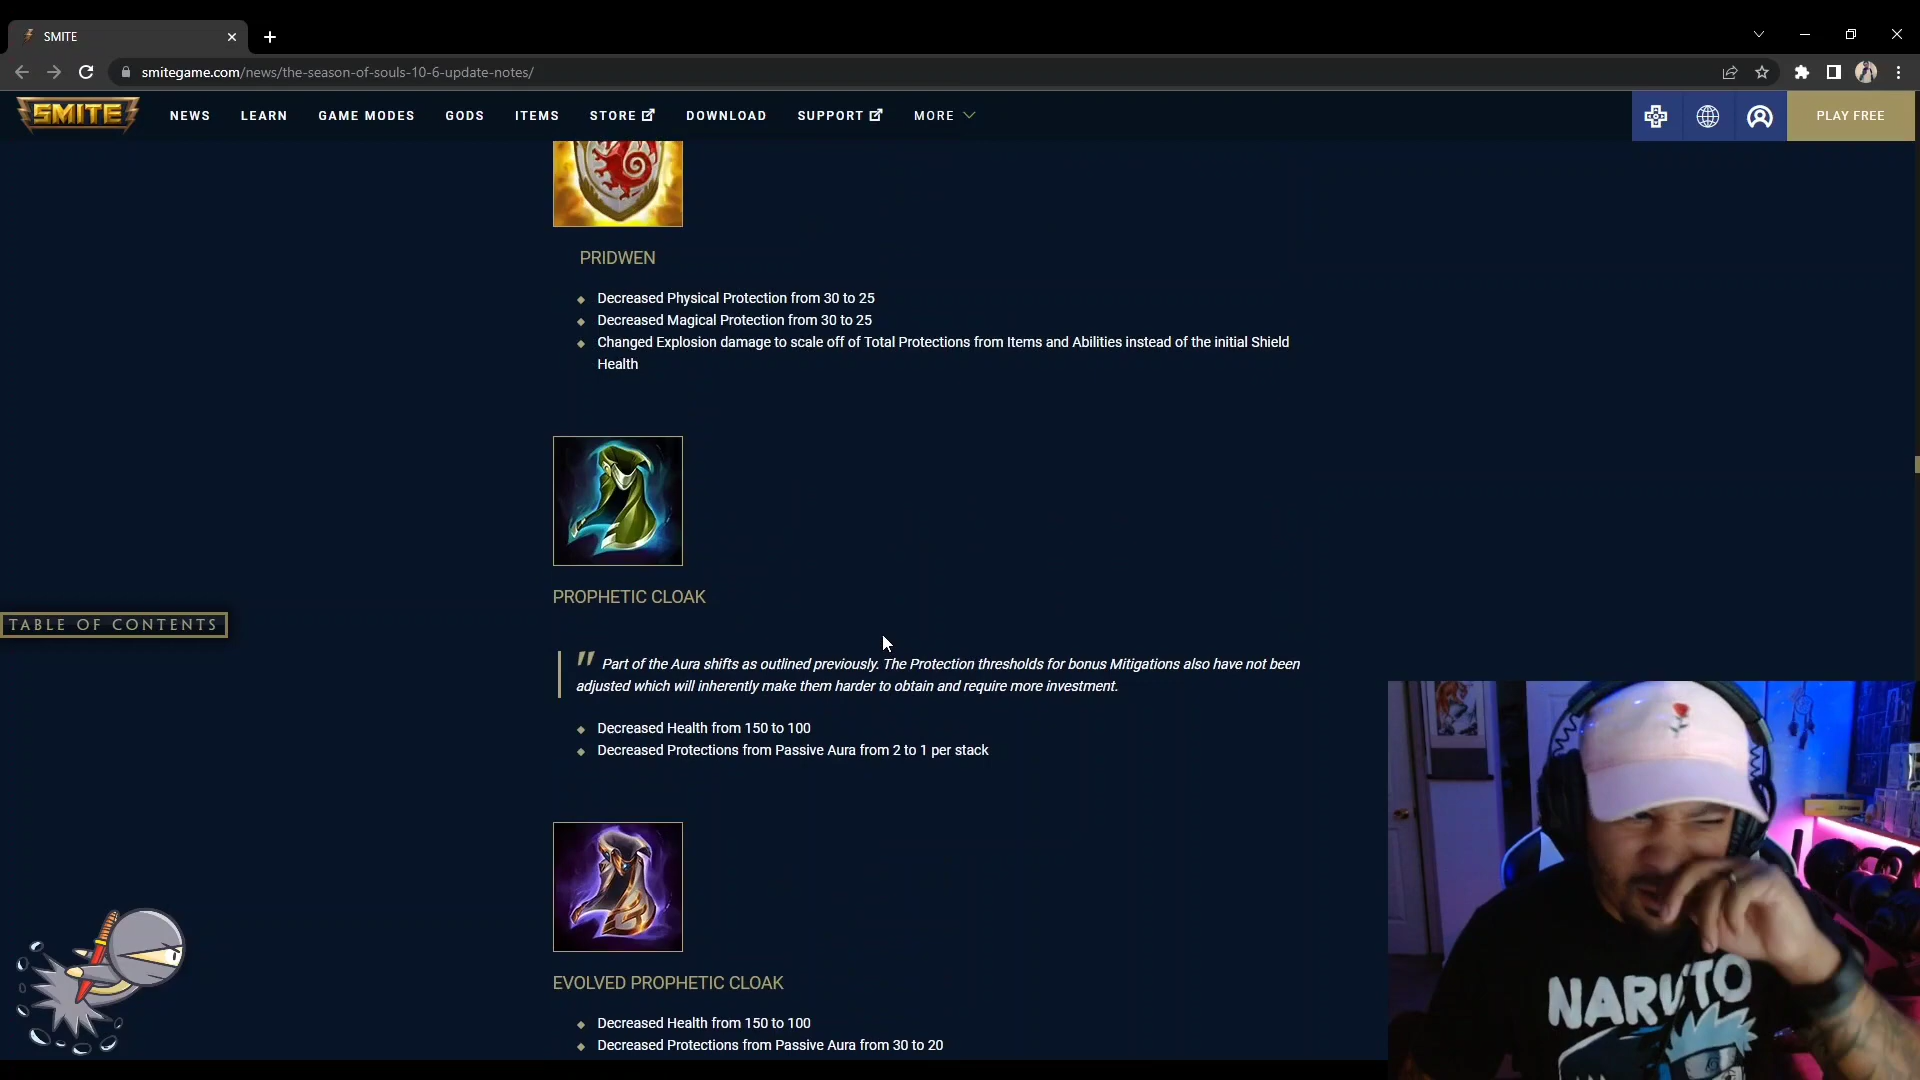 SMITE
smitegame.com/news/the-season-of-souls-10-6-update-notes/
SMITE
NEWS LEARN GAME MODES GODS ITEMS STORE DOWNLOAD SUPPORT MORE PLAY FREE
PRIDWEN
Decreased Physical Protection from 30 to 25
Decreased Magical Protection from 30 to 25
Changed Explosion damage to scale off of Total Protections from Items and Abilities instead of the initial Shield
Health
PROPHETIC CLOAK
TABLE OF CONTENTS
" Part of the Aura shifts as outlined previously. The Protection thresholds for bonus Mitigations also have not been
adjusted which will inherently make them harder to obtain and require more investment.
Decreased Health from 150 to 100
Decreased Protections from Passive Aura from 2 to 1 per stack
EVOLVED PROPHETIC CLOAK
Decreased Health from 150 to 100
Decreased Protections from Passive Aura from 30 to 20
NARUTO